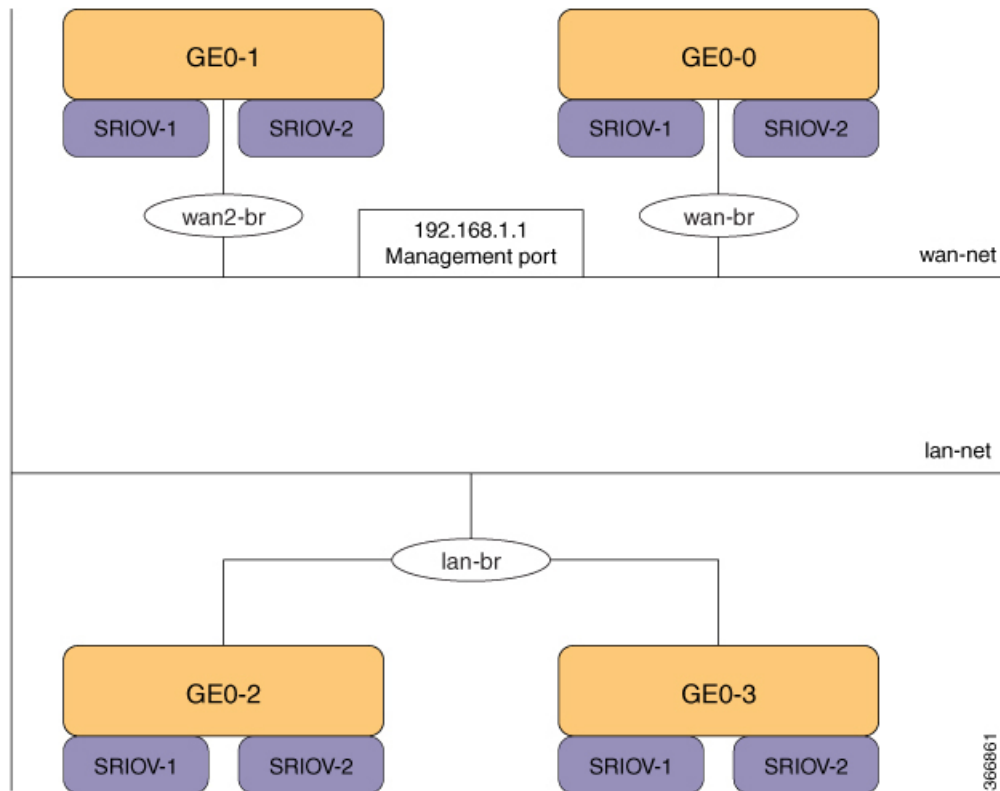 GE0-1
GE0-0
SRIOV-1
SRIOV-2
SRIOV-1
SRIOV-2
wan2-br
192.168.1.1
Management port
wan-br
wan-net
lan-net
lan-br
GE0-2
GE0-3
SRIOV-1
SRIOV-2
SRIOV-1
SRIOV-2
366861